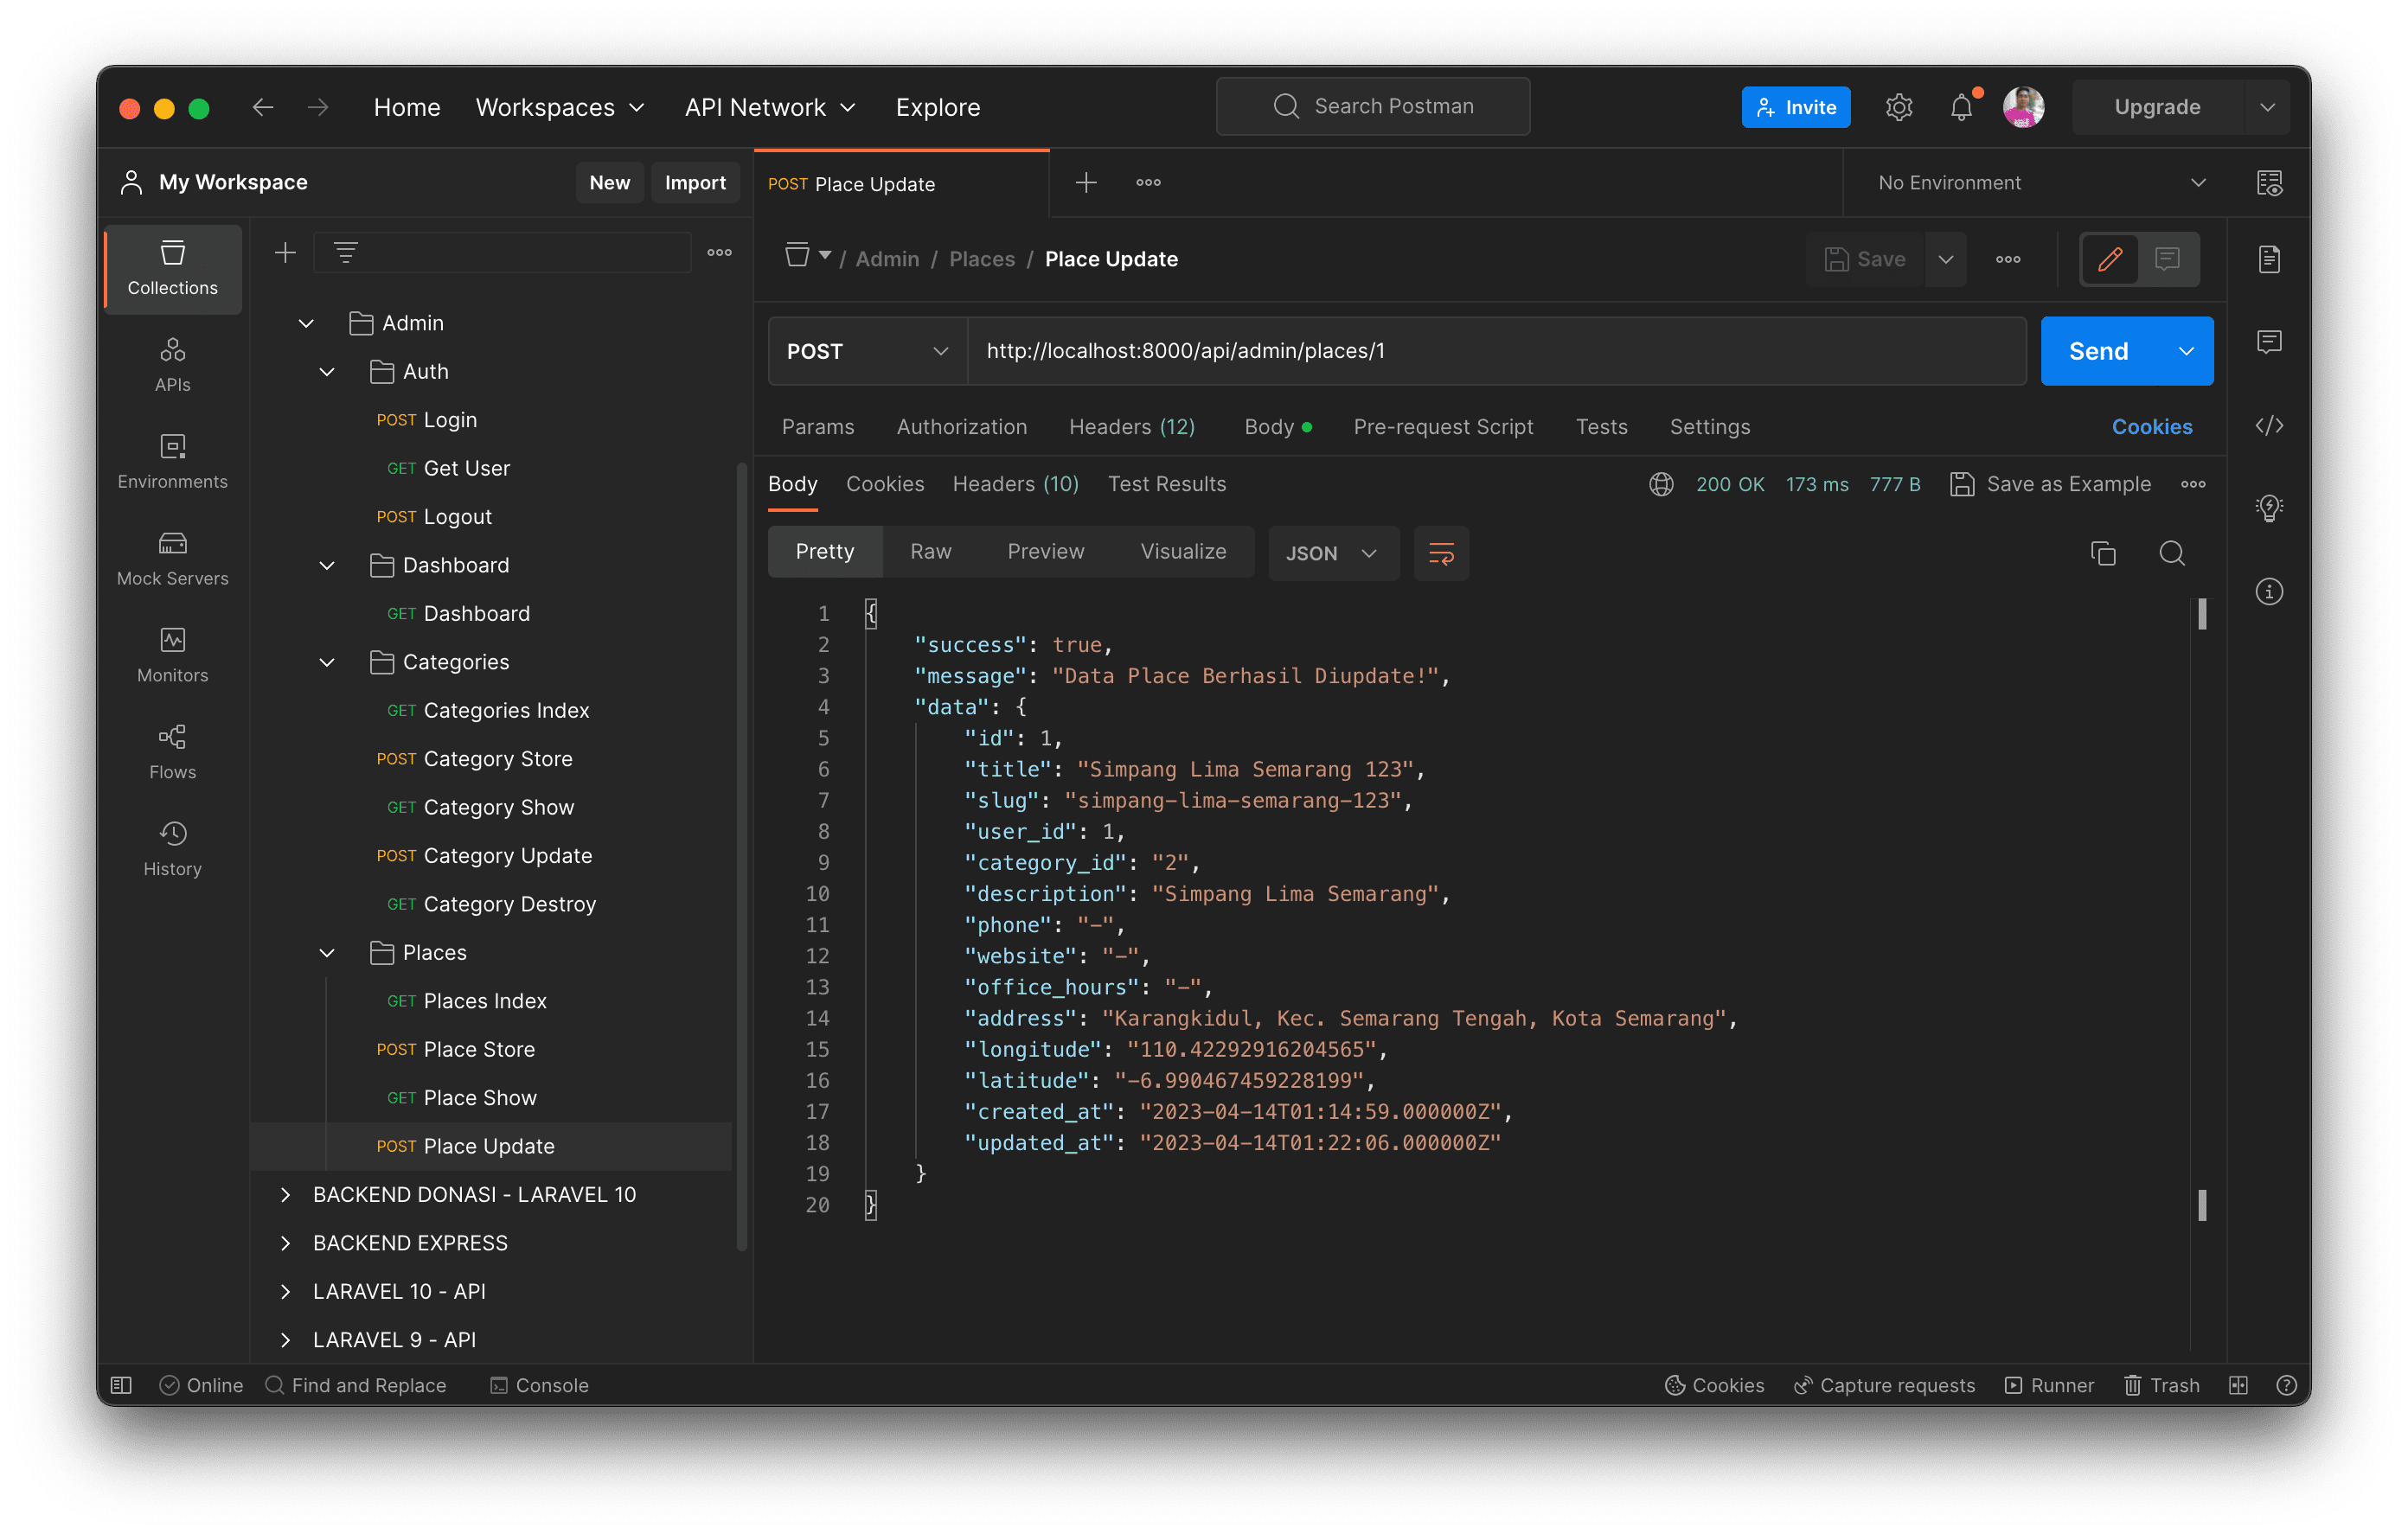 Home Workspaces API Network Explore Search Postman Invite Upgrade
My Workspace New Import POST Place Update No Environment
Collections
APIs
Environments
Mock Servers
Monitors
Flows
History
Admin
Auth
POST Login
GET Get User
POST Logout
Dashboard
GET Dashboard
Categories
GET Categories Index
POST Category Store
GET Category Show
POST Category Update
GET Category Destroy
Places
GET Places Index
POST Place Store
GET Place Show
POST Place Update
BACKEND DONASI - LARAVEL 10
BACKEND EXPRESS
LARAVEL 10 - API
LARAVEL 9 - API
/ Admin / Places / Place Update Save
POST http://localhost:8000/api/admin/places/1 Send
Params Authorization Headers (12) Body Pre-request Script Tests Settings Cookies
Body Cookies Headers (10) Test Results 200 OK 173 ms 777 B Save as Example
Pretty Raw Preview Visualize JSON
1 {
2 "success": true,
3 "message": "Data Place Berhasil Diupdate!",
4 "data": {
5 "id": 1,
6 "title": "Simpang Lima Semarang 123",
7 "slug": "simpang-lima-semarang-123",
8 "user_id": 1,
9 "category_id": "2",
10 "description": "Simpang Lima Semarang",
11 "phone": "-",
12 "website": "-",
13 "office_hours": "-",
14 "address": "Karangkidul, Kec. Semarang Tengah, Kota Semarang",
15 "longitude": "110.42292916204565",
16 "latitude": "-6.990467459228199",
17 "created_at": "2023-04-14T01:14:59.000000Z",
18 "updated_at": "2023-04-14T01:22:06.000000Z"
19 }
20 }
Online Find and Replace Console Cookies Capture requests Runner Trash